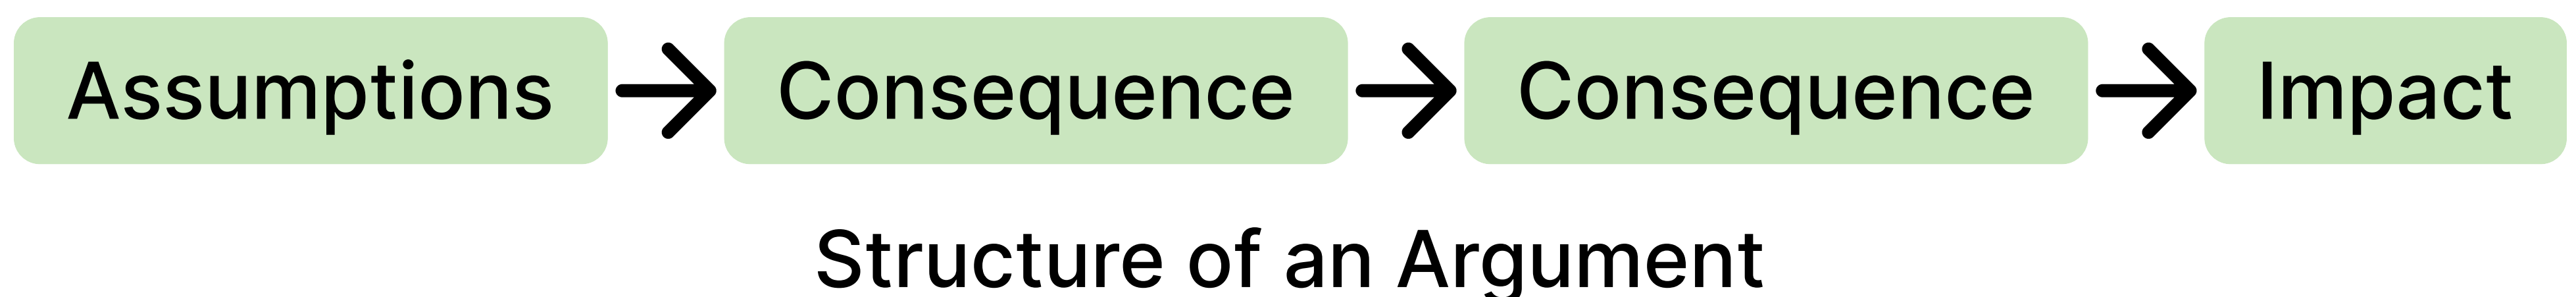 Assumptions → Consequence → Consequence → Impact
Structure of an Argument